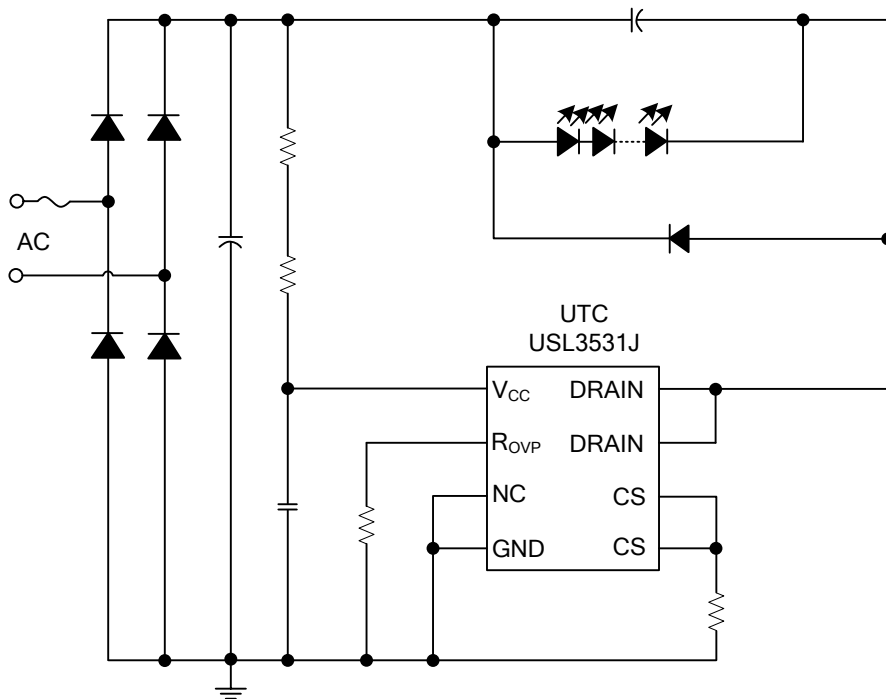 AC
UTC
USL3531J
VCC DRAIN
ROVP DRAIN
NC CS
GND CS